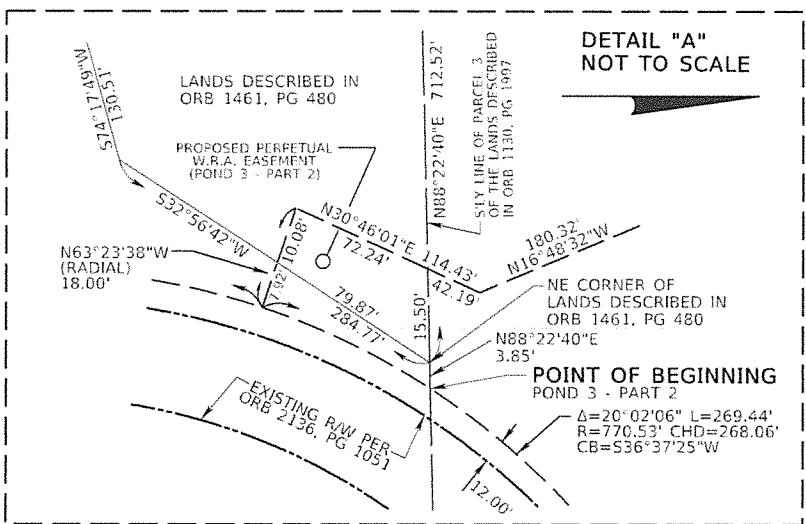 DETAIL "A"
NOT TO SCALE
S74°17'49"W
130.51'
LANDS DESCRIBED IN
ORB 1461, PG 480
N88°22'40"E 712.52'
S'LY LINE OF PARCEL 3
OF THE LANDS DESCRIBED
IN ORB 1130, PG 1997
PROPOSED PERPETUAL
W.R.A. EASEMENT
(POND 3 - PART 2)
S32°56'42"W
N30°46'01"E 114.43'
72.24'
42.19'
180.32'
N16°48'32"W
N63°23'38"W
(RADIAL)
18.00'
7.92'
10.08'
79.87'
284.77'
15.50'
NE CORNER OF
LANDS DESCRIBED IN
ORB 1461, PG 480
N88°22'40"E
3.85'
POINT OF BEGINNING
POND 3 - PART 2
EXISTING R/W PER
ORB 2136, PG 1051
Δ=20°02'06" L=269.44'
R=770.53' CHD=268.06'
CB=S36°37'25"W
12.00'